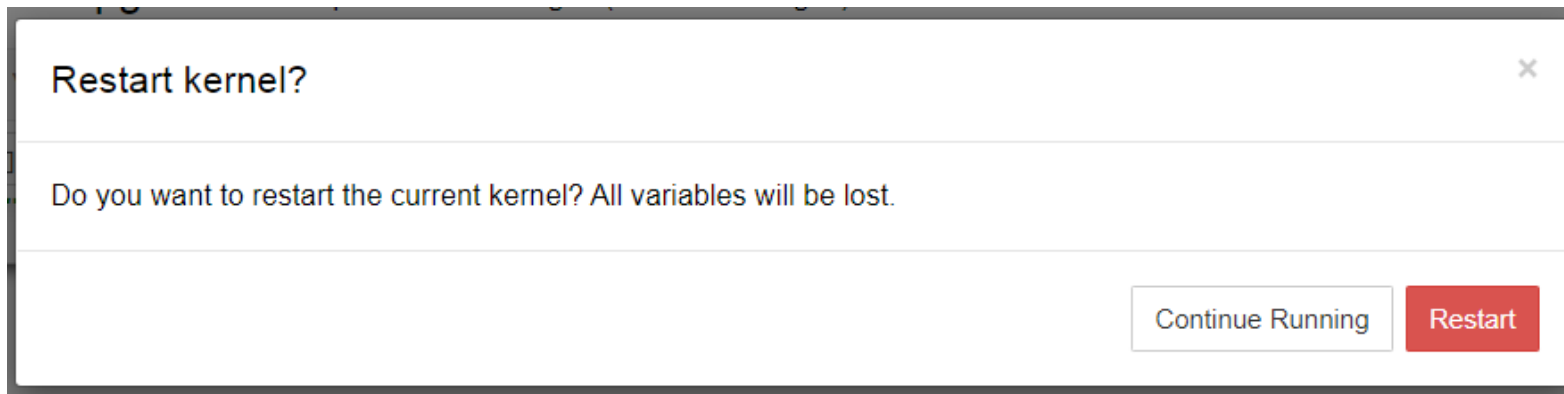 Restart kernel?
×
Do you want to restart the current kernel? All variables will be lost.
Continue Running
Restart